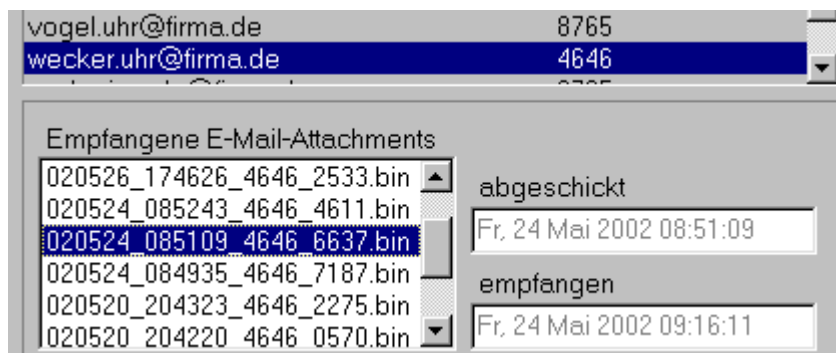 vogel.uhr@firma.de 8765
wecker.uhr@firma.de 4646
Empfangene E-Mail-Attachments
020526_174626_4646_2533.bin
020524_085243_4646_4611.bin
020524_085109_4646_6637.bin
020524_084935_4646_7187.bin
020520_204323_4646_2275.bin
020520_204220_4646_0570.bin
abgeschickt
Fr, 24 Mai 2002 08:51:09
empfangen
Fr, 24 Mai 2002 09:16:11